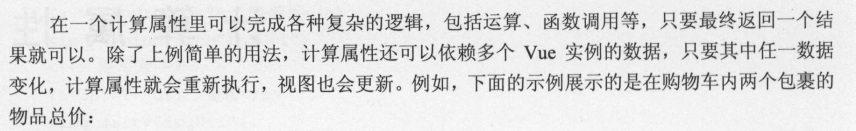 在一个计算属性里可以完成各种复杂的逻辑，包括运算、函数调用等，只要最终返回一个结
果就可以。除了上例简单的用法，计算属性还可以依赖多个 Vue 实例的数据，只要其中任一数据
变化，计算属性就会重新执行，视图也会更新。例如，下面的示例展示的是在购物车内两个包裹的
物品总价：